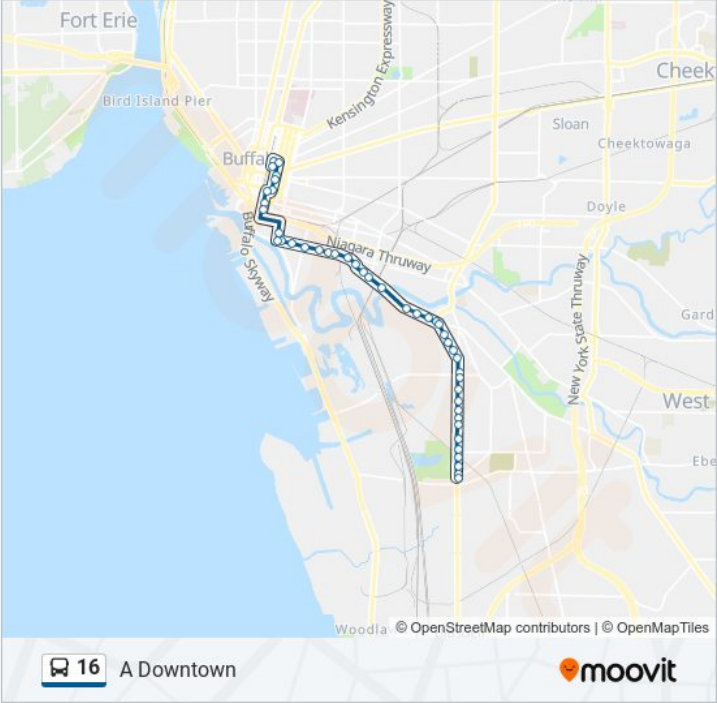 Fort Erie
Kensington Expressway
Cheek
Bird Island Pier
Sloan
Cheektowaga
Buffal
Doyle
Niagara Thruway
Buffalo Skyway
New York State Thruway
Gard
West
Ebe
Woodla
© OpenStreetMap contributors | © OpenMapTiles
16 A Downtown
moovit